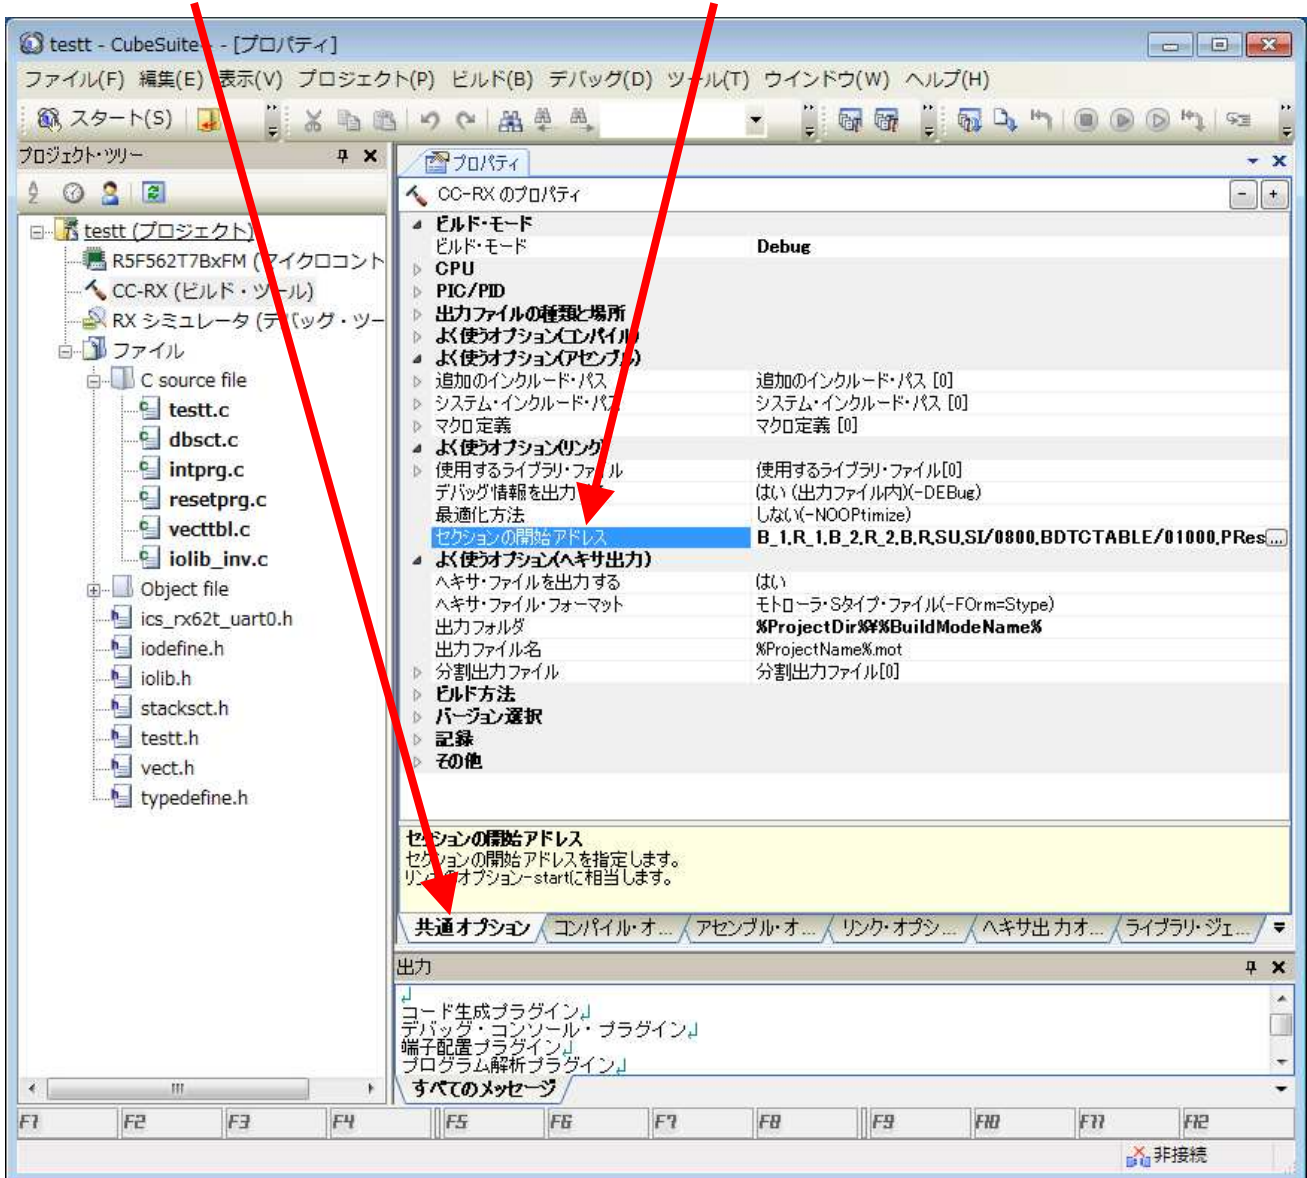 testt - CubeSuite+ - [プロパティ]
ファイル(F) 編集(E) 表示(V) プロジェクト(P) ビルド(B) デバッグ(D) ツール(T) ウインドウ(W) ヘルプ(H)
スタート(S)
プロジェクト・ツリー
testt (プロジェクト)
R5F562T7BxFM (マイクロコント
CC-RX (ビルド・ツール)
RX シミュレータ (デバッグ・ツー
ファイル
C source file
testt.c
dbsct.c
intprg.c
resetprg.c
vecttbl.c
iolib_inv.c
Object file
ics_rx62t_uart0.h
iodefine.h
iolib.h
stacksct.h
testt.h
vect.h
typedefine.h
プロパティ
CC-RX のプロパティ
ビルド・モード
ビルド・モード Debug
CPU
PIC/PID
出力ファイルの種類と場所
よく使うオプション(コンパイル)
よく使うオプション(アセンブル)
追加のインクルード・パス 追加のインクルード・パス [0]
システム・インクルード・パス システム・インクルード・パス [0]
マクロ定義 マクロ定義 [0]
よく使うオプション(リンク)
使用するライブラリ・ファイル 使用するライブラリ・ファイル[0]
デバッグ情報を出力 はい (出力ファイル内)(-DEBug)
最適化方法 しない(-NOOPtimize)
セクションの開始アドレス B_1,R_1,B_2,R_2,B,R,SU,SI/0800,BDTCTABLE/01000,PRes...
よく使うオプション(ヘキサ出力)
ヘキサ・ファイルを出力する はい
ヘキサ・ファイル・フォーマット モトローラ・Sタイプ・ファイル(-FOrm=Stype)
出力フォルダ %ProjectDir%¥%BuildModeName%
出力ファイル名 %ProjectName%.mot
分割出力ファイル 分割出力ファイル[0]
ビルド方法
バージョン選択
記録
その他
セクションの開始アドレス
セクションの開始アドレスを指定します。
リンクのオプション-startに相当します。
共通オプション コンパイル・オ... アセンブル・オ... リンク・オプシ... ヘキサ出力オ... ライブラリ・ジェ...
出力
コード生成プラグイン
デバッグ・コンソール・プラグイン
端子配置プラグイン
プログラム解析プラグイン
すべてのメッセージ
F1 F2 F3 F4 F5 F6 F7 F8 F9 F10 F11 F12
非接続